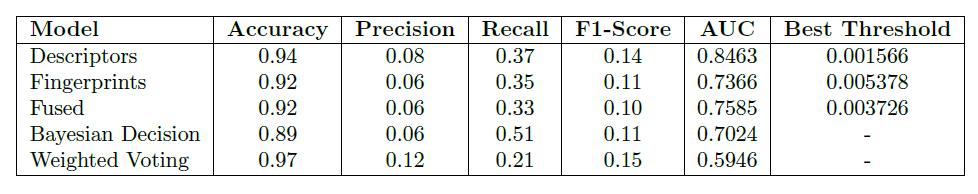 Model Accuracy Precision Recall F1-Score AUC Best Threshold
Descriptors 0.94 0.08 0.37 0.14 0.8463 0.001566
Fingerprints 0.92 0.06 0.35 0.11 0.7366 0.005378
Fused 0.92 0.06 0.33 0.10 0.7585 0.003726
Bayesian Decision 0.89 0.06 0.51 0.11 0.7024 -
Weighted Voting 0.97 0.12 0.21 0.15 0.5946 -